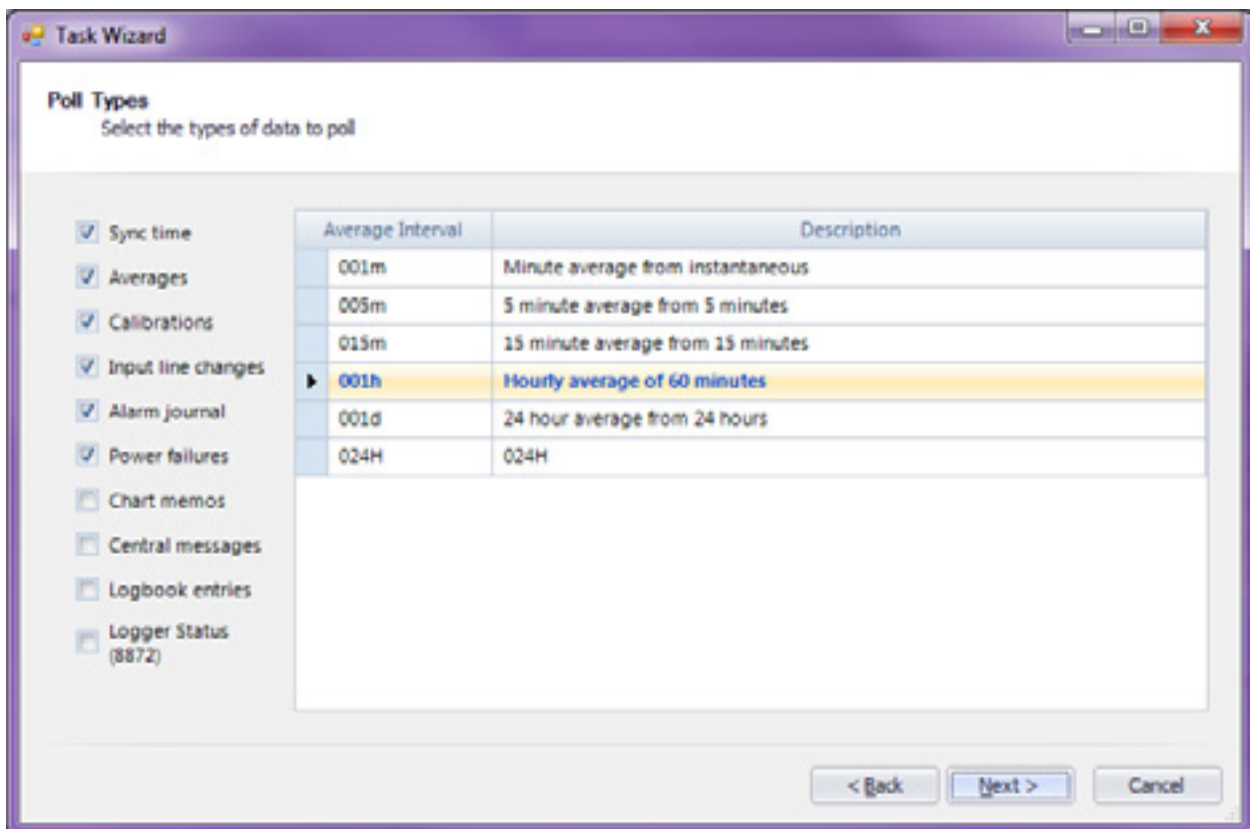 Task Wizard
Poll Types
Select the types of data to poll
Sync time
Averages
Calibrations
Input line changes
Alarm journal
Power failures
Chart memos
Central messages
Logbook entries
Logger Status
(8872)
Average Interval Description
001m Minute average from instantaneous
005m 5 minute average from 5 minutes
015m 15 minute average from 15 minutes
001h Hourly average of 60 minutes
001d 24 hour average from 24 hours
024H 024H
< Back Next > Cancel